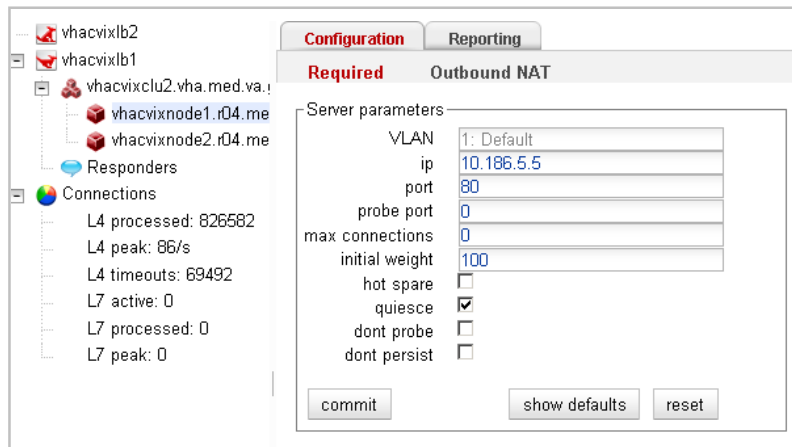 vhacvixlb2
vhacvixlb1
vhacvixclu2.vha.med.va.
vhacvixnode1.r04.me
vhacvixnode2.r04.me
Responders
Connections
L4 processed: 826582
L4 peak: 86/s
L4 timeouts: 69492
L7 active: 0
L7 processed: 0
L7 peak: 0
Configuration
Reporting
Required
Outbound NAT
Server parameters
VLAN 1: Default
ip 10.186.5.5
port 80
probe port 0
max connections 0
initial weight 100
hot spare
quiesce
dont probe
dont persist
commit
show defaults
reset